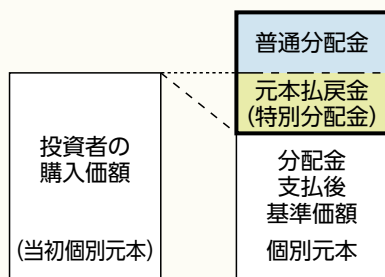 普通分配金
元本払戻金
(特別分配金)
投資者の
購入価額
(当初個別元本)
分配金
支払後
基準価額
個別元本